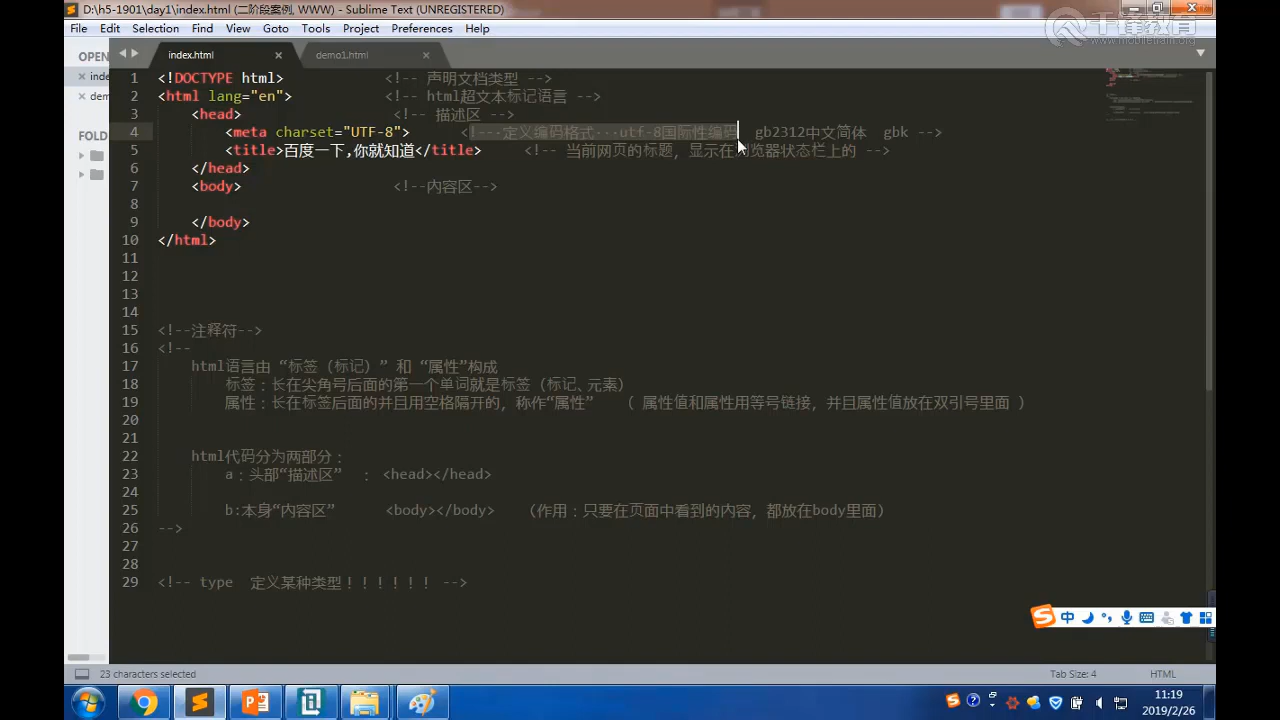 D:\h5-1901\day1\index.html (二阶段案例, WWW) - Sublime Text (UNREGISTERED)
File Edit Selection Find View Goto Tools Project Preferences Help
千锋教育
www.mobiletrain.org
OPEN
FOLD
index.html × demo1.html ×
× inde
× dem
1 <!DOCTYPE html> <!-- 声明文档类型 -->
2 <html lang="en"> <!-- html超文本标记语言 -->
3 <head> <!-- 描述区 -->
4 <meta charset="UTF-8"> <!-- 定义编码格式 utf-8国际性编码 gb2312中文简体 gbk -->
5 <title>百度一下,你就知道</title> <!-- 当前网页的标题, 显示在浏览器状态栏上的 -->
6 </head>
7 <body> <!--内容区-->
8
9 </body>
10 </html>
11
12
13
14
15 <!--注释符-->
16 <!--
17 html语言由 “标签（标记）” 和 “属性”构成
18 标签：长在尖角号后面的第一个单词就是标签（标记、元素）
19 属性：长在标签后面的并且用空格隔开的，称作“属性” （ 属性值和属性用等号链接，并且属性值放在双引号里面 ）
20
21
22 html代码分为两部分：
23 a：头部“描述区” ： <head></head>
24
25 b:本身“内容区” <body></body> （作用：只要在页面中看到的内容，都放在body里面）
26 -->
27
28
29 <!-- type 定义某种类型！！！！！！ -->
中
23 characters selected Tab Size: 4 HTML
11:19
2019/2/26